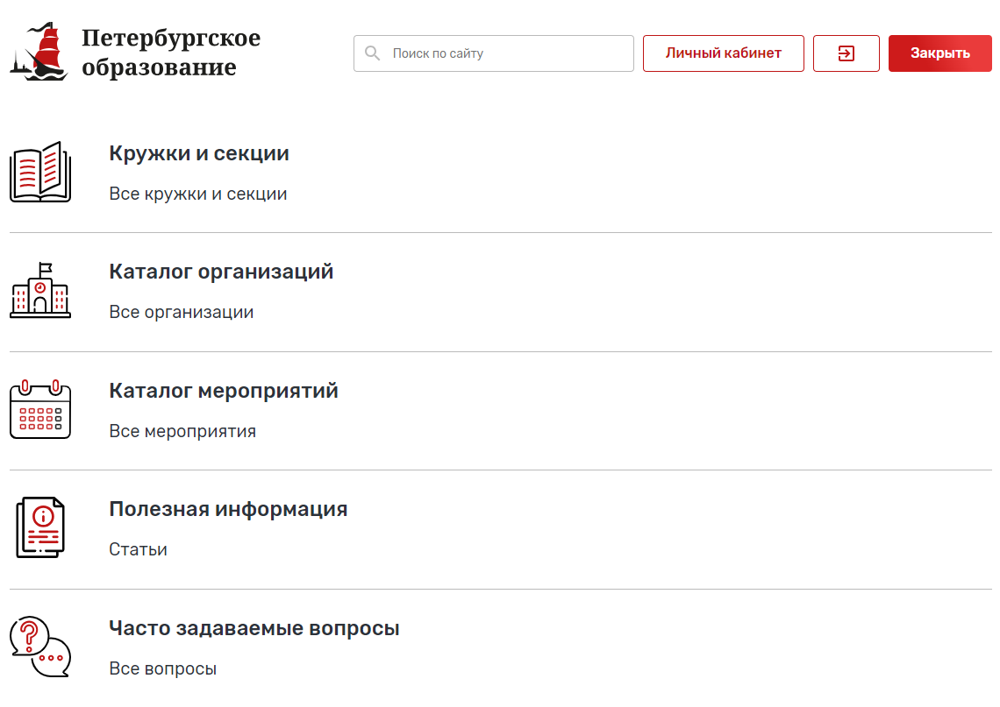 Петербургское
образование
Поиск по сайту
Личный кабинет
Закрыть
Кружки и секции
Все кружки и секции
Каталог организаций
Все организации
Каталог мероприятий
Все мероприятия
Полезная информация
Статьи
Часто задаваемые вопросы
Все вопросы